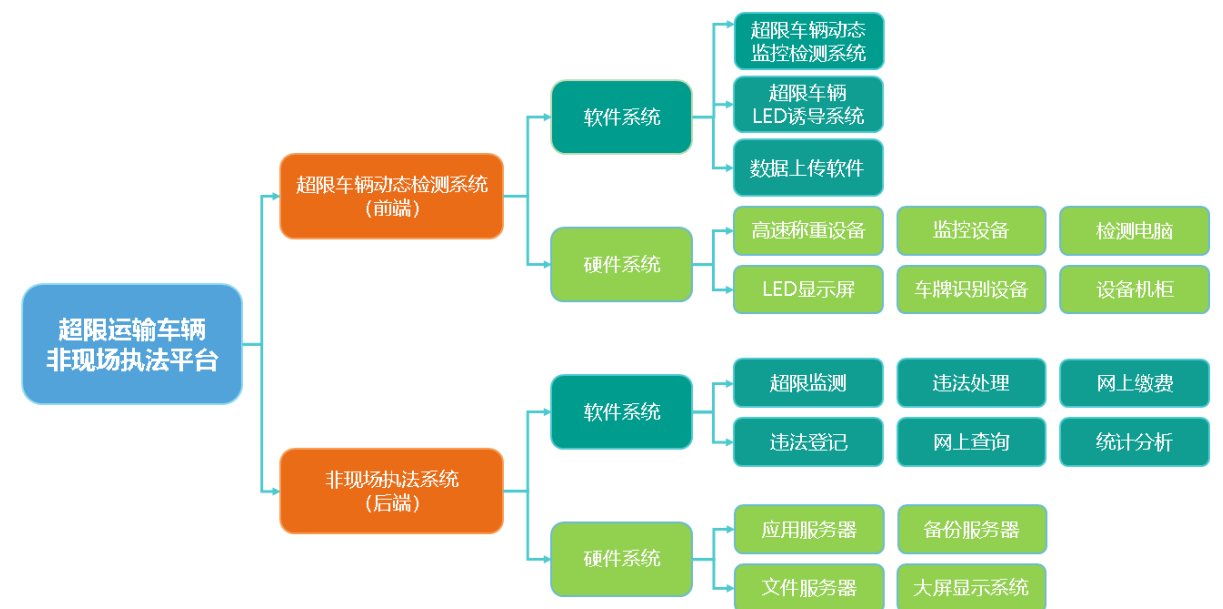 超限运输车辆
非现场执法平台
超限车辆动态检测系统
（前端）
软件系统
超限车辆动态
监控检测系统
超限车辆
LED诱导系统
数据上传软件
硬件系统
高速称重设备
监控设备
检测电脑
LED显示屏
车牌识别设备
设备机柜
非现场执法系统
（后端）
软件系统
超限监测
违法处理
网上缴费
违法登记
网上查询
统计分析
硬件系统
应用服务器
备份服务器
文件服务器
大屏显示系统